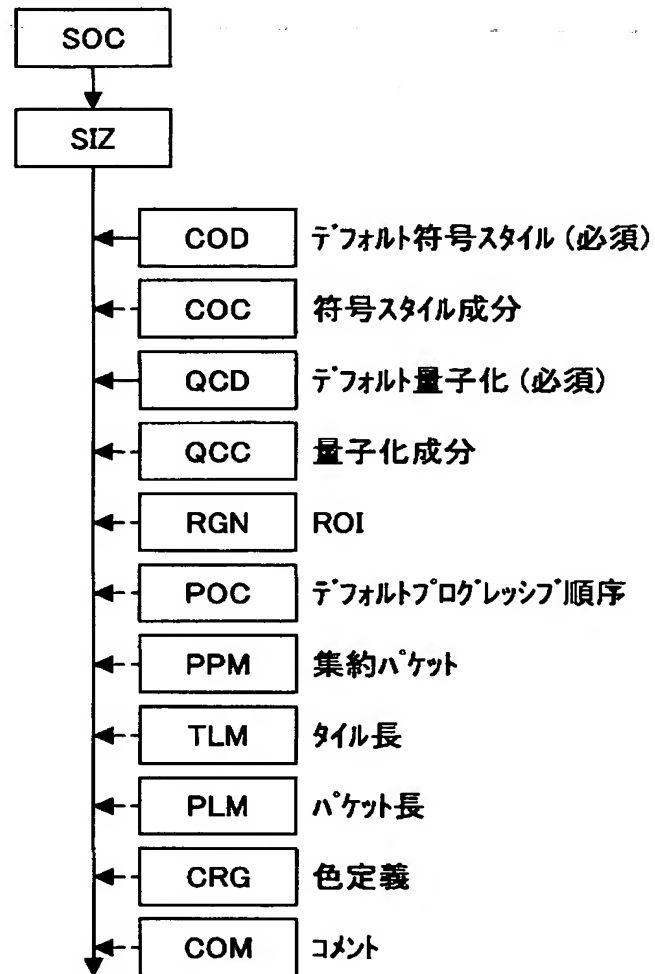 SOC
SIZ
COD ﾃﾞﾌｫﾙﾄ符号ｽﾀｲﾙ (必須)
COC 符号ｽﾀｲﾙ成分
QCD ﾃﾞﾌｫﾙﾄ量子化 (必須)
QCC 量子化成分
RGN ROI
POC ﾃﾞﾌｫﾙﾄﾌﾟﾛｸﾞﾚｯｼﾌﾞ順序
PPM 集約ﾊﾟｹｯﾄ
TLM ﾀｲﾙ長
PLM ﾊﾟｹｯﾄ長
CRG 色定義
COM ｺﾒﾝﾄ